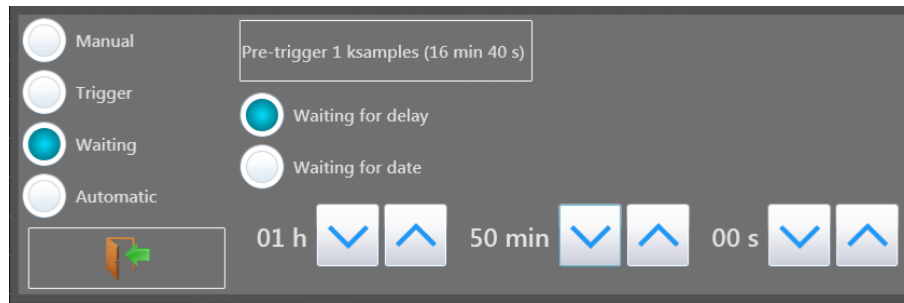 Manual
Trigger
Waiting
Automatic
Pre-trigger 1 ksamples (16 min 40 s)
Waiting for delay
Waiting for date
01 h 50 min 00 s